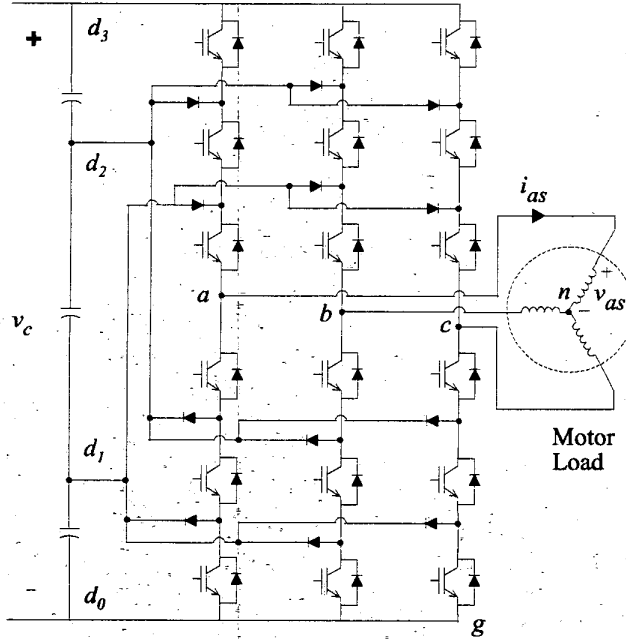 +
d3
d2
ias
a
n
+
vas
−
b
c
vc
d1
Motor
Load
−
d0
g